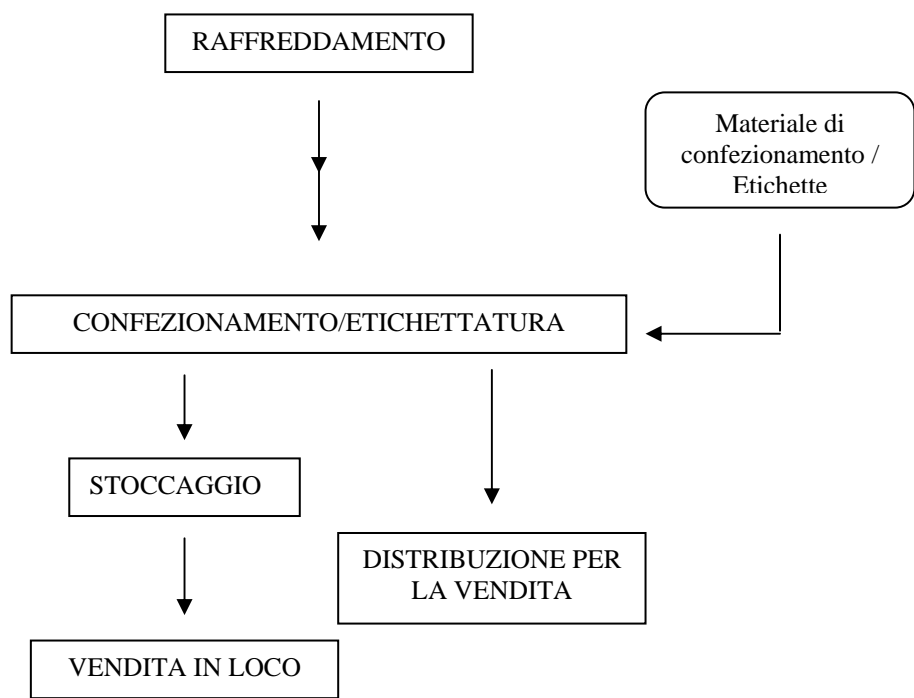 RAFFREDDAMENTO
Materiale di
confezionamento /
Etichette
CONFEZIONAMENTO/ETICHETTATURA
STOCCAGGIO
DISTRIBUZIONE PER
LA VENDITA
VENDITA IN LOCO